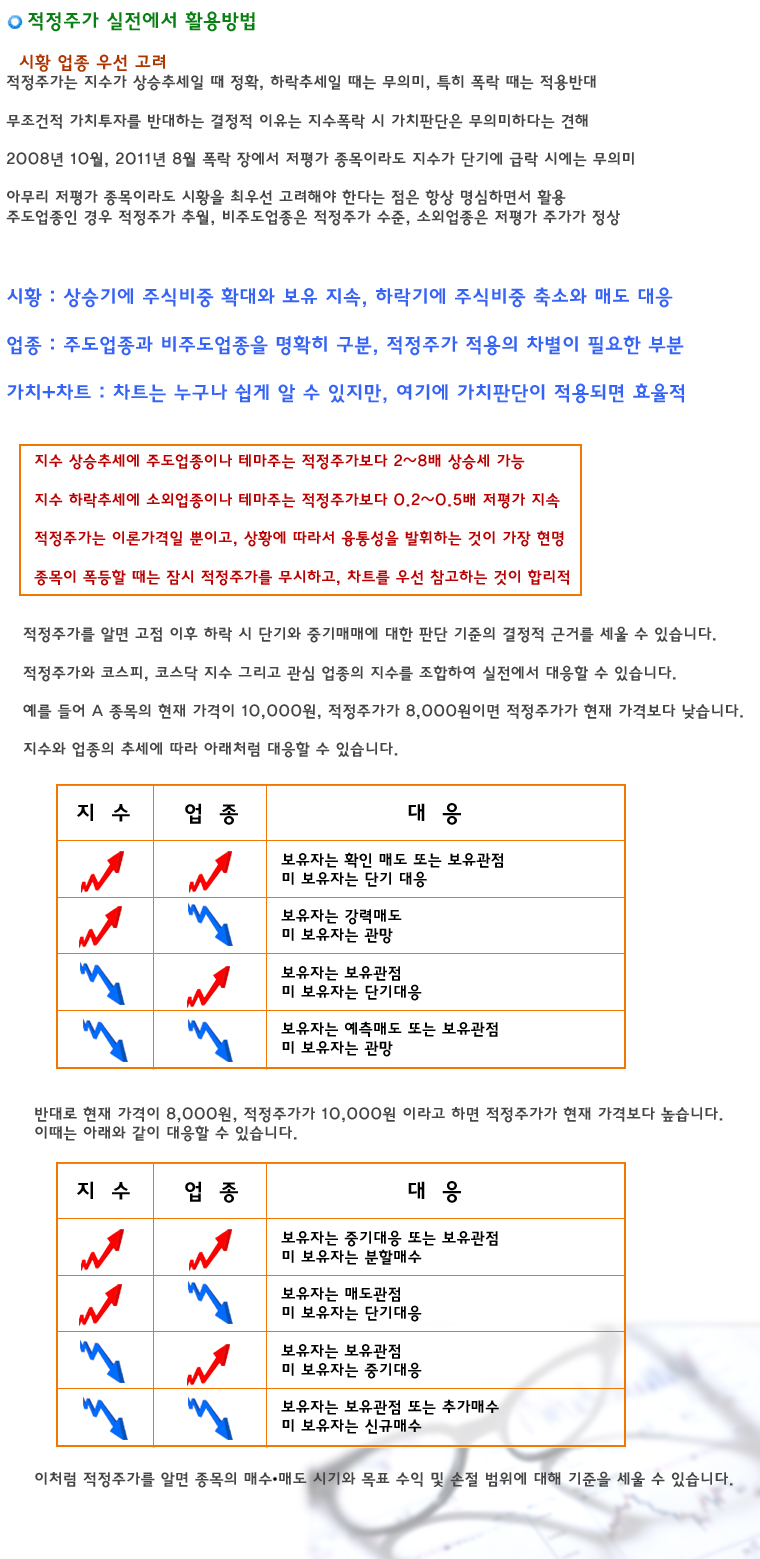 적정주가 실전에서 활용방법
시황 업종 우선 고려
적정주가는 지수가 상승추세일 때 정확, 하락추세일 때는 무의미, 특히 폭락 때는 적용반대
무조건적 가치투자를 반대하는 결정적 이유는 지수폭락 시 가치판단은 무의미하다는 견해
2008년 10월, 2011년 8월 폭락 장에서 저평가 종목이라도 지수가 단기에 급락 시에는 무의미
아무리 저평가 종목이라도 시황을 최우선 고려해야 한다는 점은 항상 명심하면서 활용
주도업종인 경우 적정주가 추월, 비주도업종은 적정주가 수준, 소외업종은 저평가 주가가 정상
시황 : 상승기에 주식비중 확대와 보유 지속, 하락기에 주식비중 축소와 매도 대응
업종 : 주도업종과 비주도업종을 명확히 구분, 적정주가 적용의 차별이 필요한 부분
가치+차트 : 차트는 누구나 쉽게 알 수 있지만, 여기에 가치판단이 적용되면 효율적
지수 상승추세에 주도업종이나 테마주는 적정주가보다 2~8배 상승세 가능
지수 하락추세에 소외업종이나 테마주는 적정주가보다 0.2~0.5배 저평가 지속
적정주가는 이론가격일 뿐이고, 상황에 따라서 융통성을 발휘하는 것이 가장 현명
종목이 폭등할 때는 잠시 적정주가를 무시하고, 차트를 우선 참고하는 것이 합리적
적정주가를 알면 고점 이후 하락 시 단기와 중기매매에 대한 판단 기준의 결정적 근거를 세울 수 있습니다.
적정주가와 코스피, 코스닥 지수 그리고 관심 업종의 지수를 조합하여 실전에서 대응할 수 있습니다.
예를 들어 A 종목의 현재 가격이 10,000원, 적정주가가 8,000원이면 적정주가가 현재 가격보다 낮습니다.
지수와 업종의 추세에 따라 아래처럼 대응할 수 있습니다.
지 수 업 종 대 응
보유자는 확인 매도 또는 보유관점
미 보유자는 단기 대응
보유자는 강력매도
미 보유자는 관망
보유자는 보유관점
미 보유자는 단기대응
보유자는 예측매도 또는 보유관점
미 보유자는 관망
반대로 현재 가격이 8,000원, 적정주가가 10,000원 이라고 하면 적정주가가 현재 가격보다 높습니다.
이때는 아래와 같이 대응할 수 있습니다.
지 수 업 종 대 응
보유자는 중기대응 또는 보유관점
미 보유자는 분할매수
보유자는 매도관점
미 보유자는 단기대응
보유자는 보유관점
미 보유자는 중기대응
보유자는 보유관점 또는 추가매수
미 보유자는 신규매수
이처럼 적정주가를 알면 종목의 매수•매도 시기와 목표 수익 및 손절 범위에 대해 기준을 세울 수 있습니다.